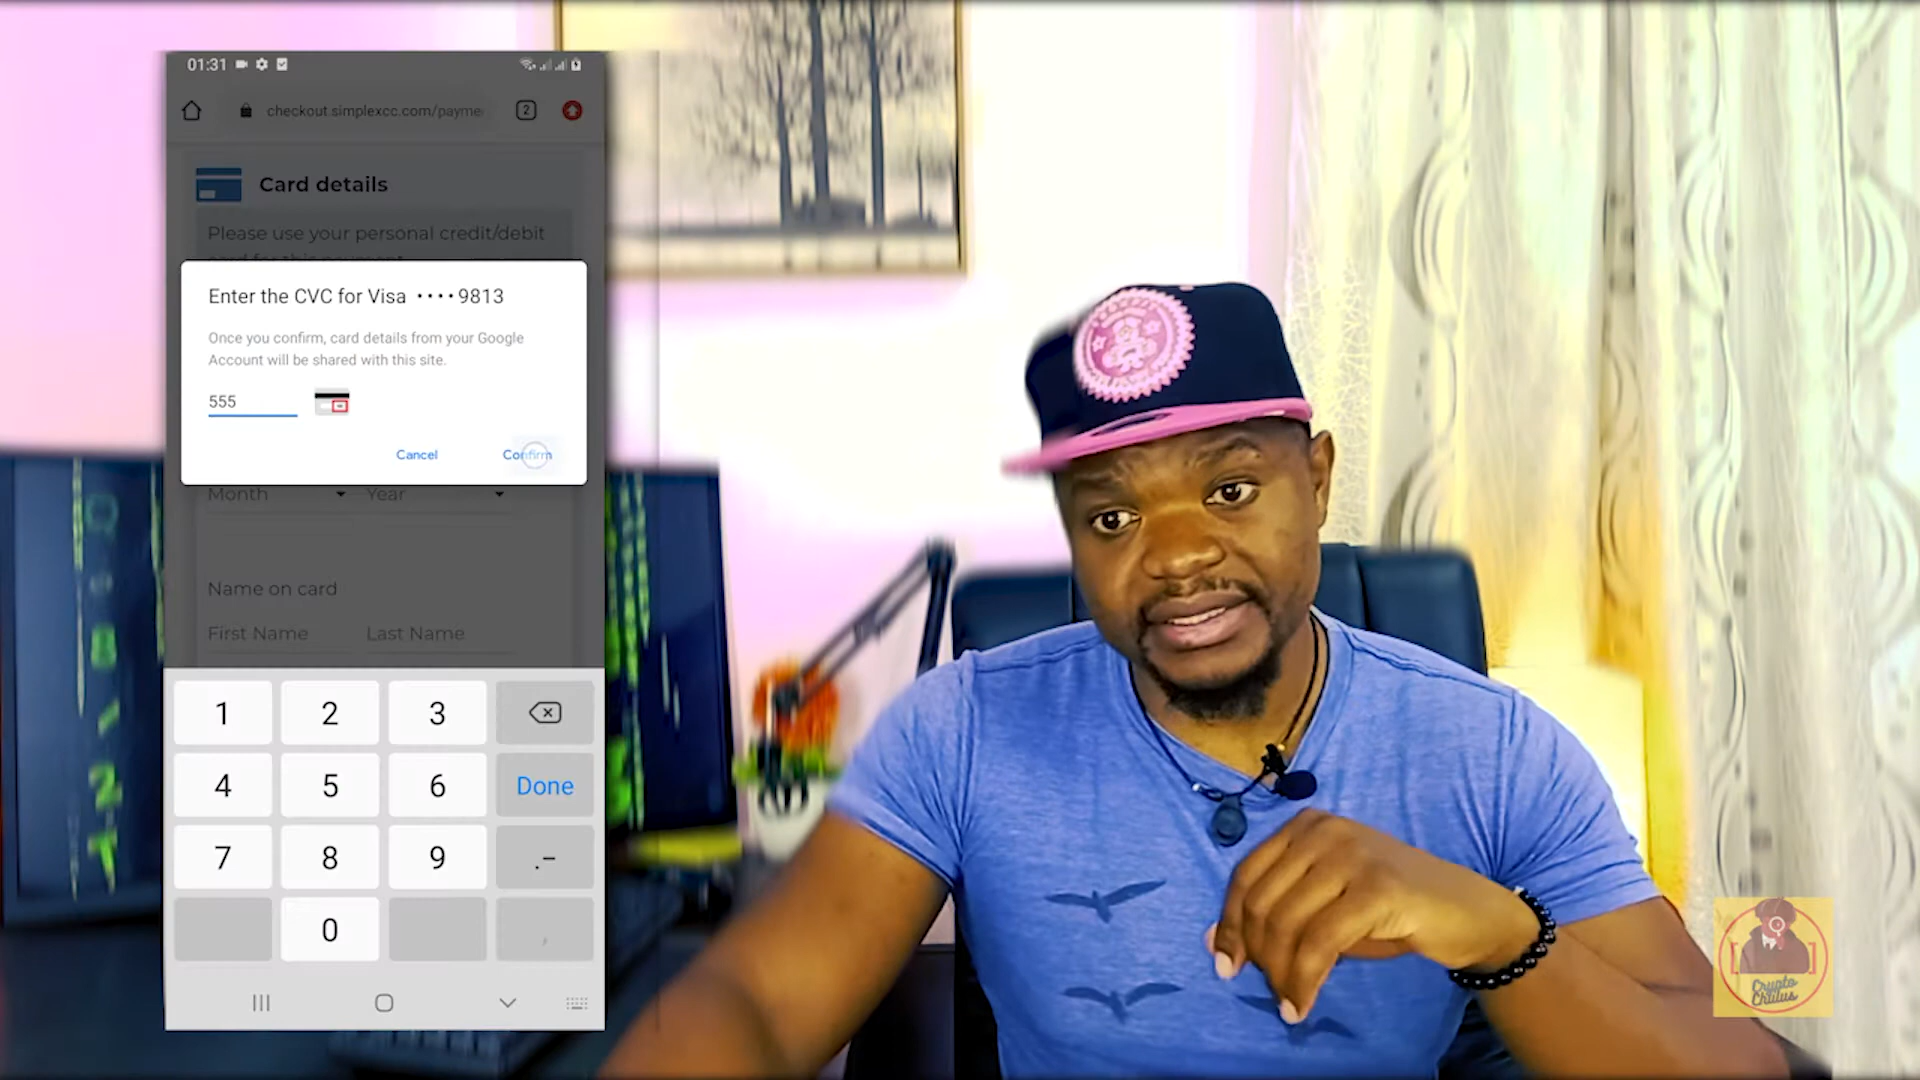 01:31
checkout.simplexcc.com/payme
2
Card details
Please use your personal credit/debit
Enter the CVC for Visa ••••9813
Once you confirm, card details from your Google
Account will be shared with this site.
555
Cancel
Confirm
Month
Year
Name on card
First Name
Last Name
1
2
3
4
5
6
Done
7
8
9
.-
0
,
Crypto
Chulus